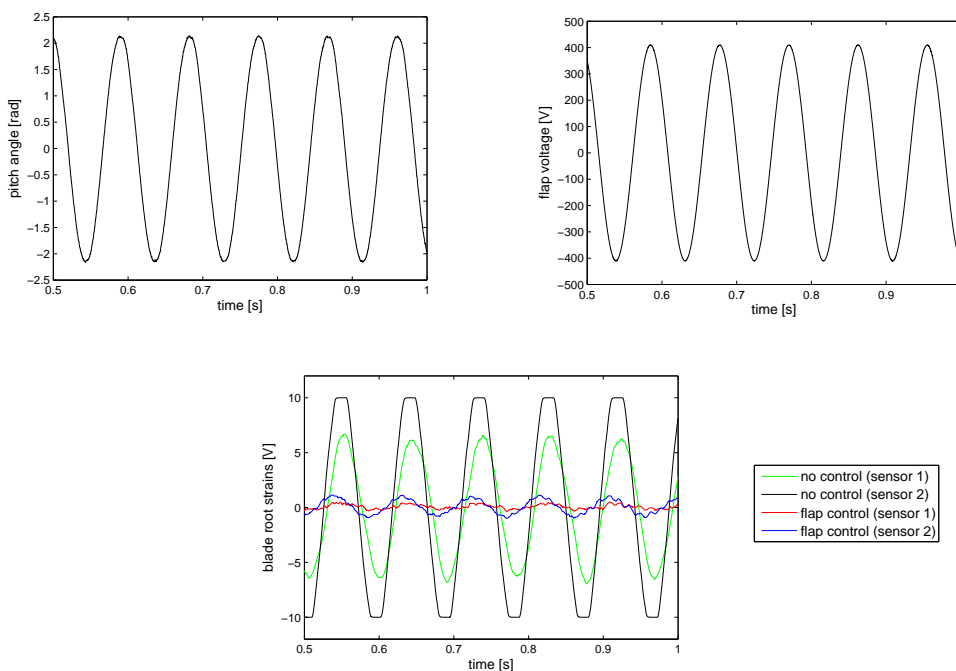 2.5
2
1.5
1
0.5
0
−0.5
−1
−1.5
−2
−2.5
pitch angle [rad]
0.5 0.6 0.7 0.8 0.9 1
time [s]
500
400
300
200
100
0
−100
−200
−300
−400
−500
flap voltage [V]
0.5 0.6 0.7 0.8 0.9
time [s]
10
5
0
−5
−10
blade root strains [V]
0.5 0.6 0.7 0.8 0.9 1
time [s]
no control (sensor 1)
no control (sensor 2)
flap control (sensor 1)
flap control (sensor 2)